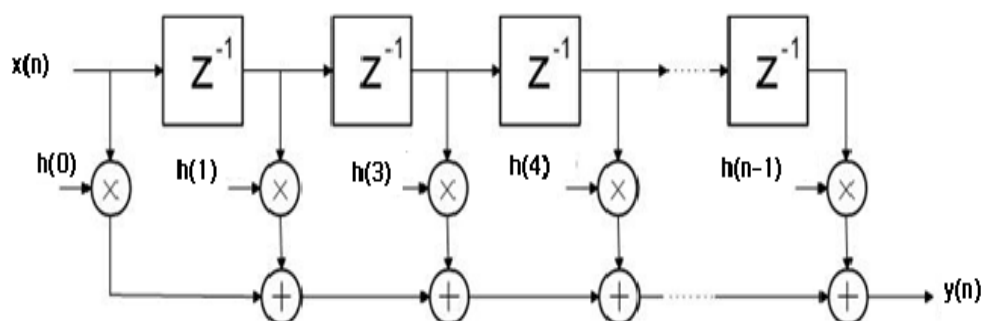 x(n)
Z⁻¹
Z⁻¹
Z⁻¹
Z⁻¹
h(0)
h(1)
h(3)
h(4)
h(n-1)
×
×
×
×
×
+
+
+
+
y(n)